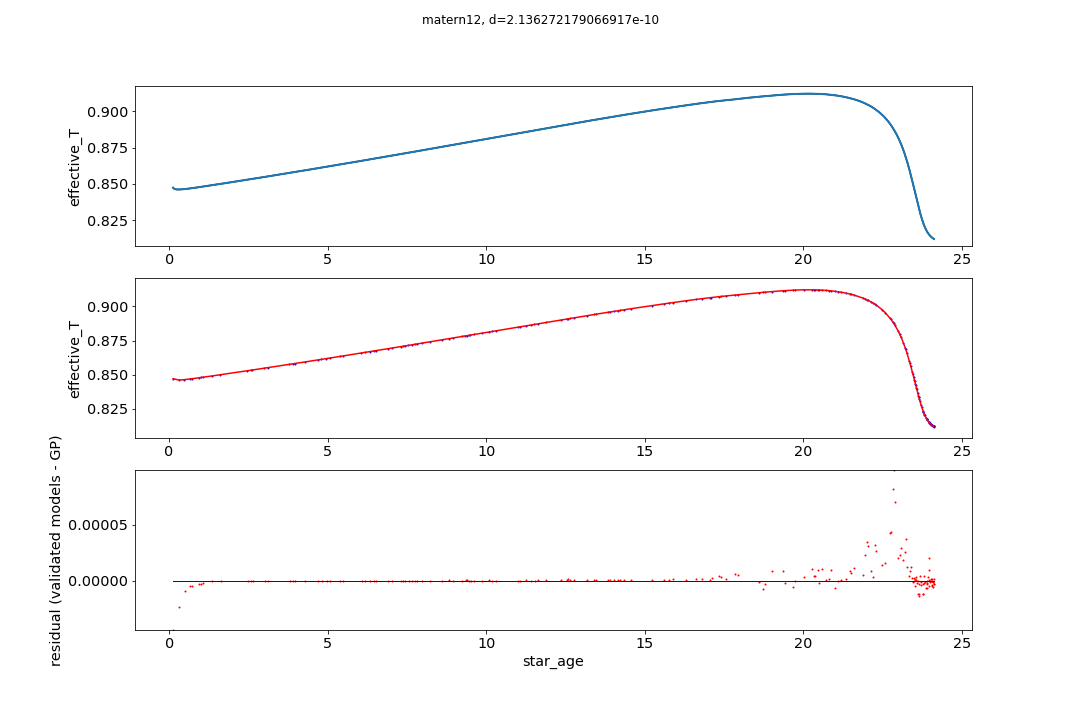 matern12, d=2.136272179066917e-10
effective_T
0.900
0.875
0.850
0.825
0 5 10 15 20 25
effective_T
0.900
0.875
0.850
0.825
0 5 10 15 20 25
residual (validated models - GP)
0.00005
0.00000
0 5 10 15 20 25
star_age